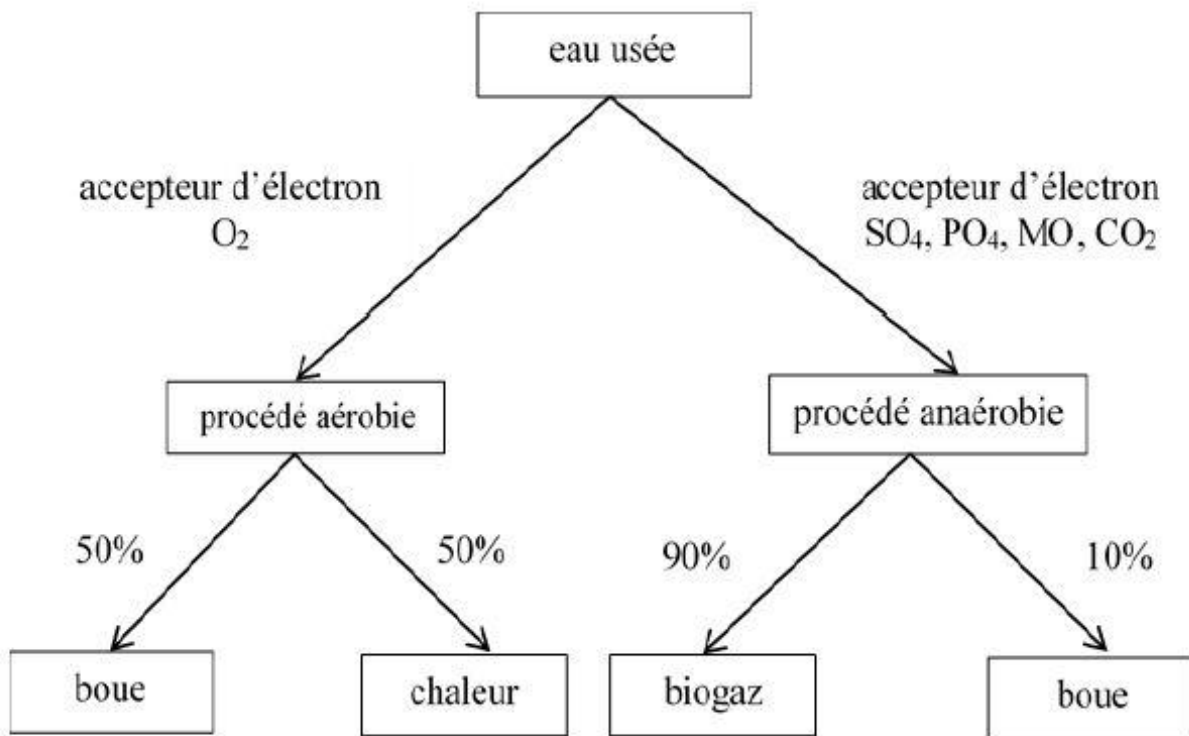 eau usée
accepteur d'électron
O₂
accepteur d'électron
SO₄, PO₄, MO, CO₂
procédé aérobie
procédé anaérobie
50%
50%
90%
10%
boue
chaleur
biogaz
boue